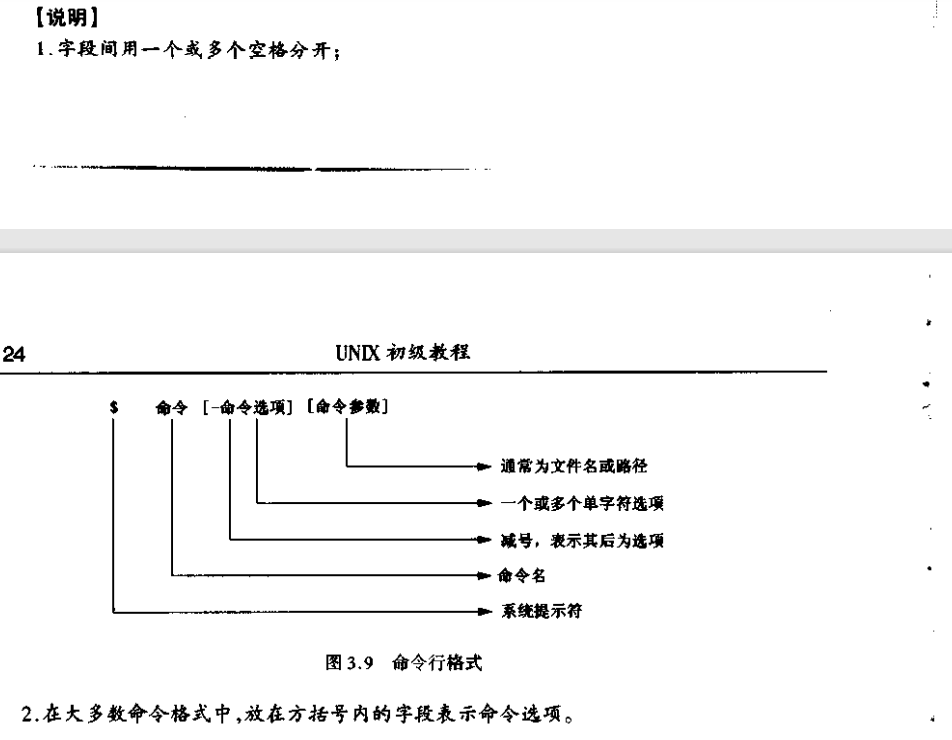 【说明】
1.字段间用一个或多个空格分开;
24 UNIX 初级教程
$ 命令 [-命令选项] [命令参数]
通常为文件名或路径
一个或多个单字符选项
减号，表示其后为选项
命令名
系统提示符
图 3.9 命令行格式
2.在大多数命令格式中,放在方括号内的字段表示命令选项。